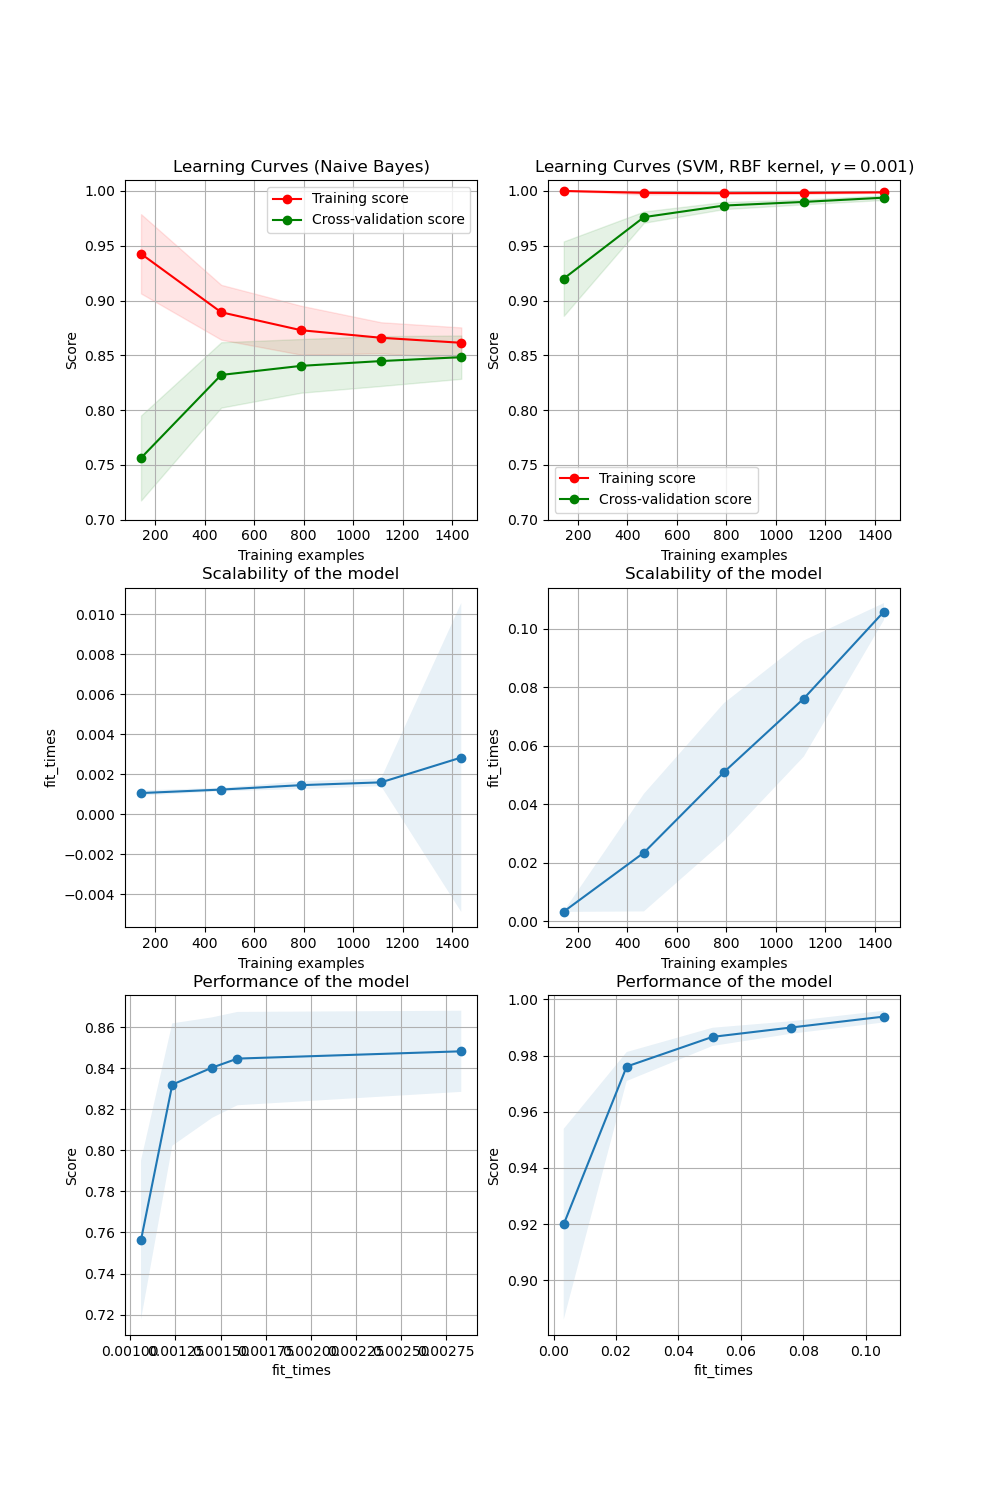 Learning Curves (Naive Bayes)
1.00
0.95
0.90
0.85
0.80
0.75
0.70
Score
Training score
Cross-validation score
200 400 600 800 1000 1200 1400
Training examples
Learning Curves (SVM, RBF kernel, γ = 0.001)
1.00
0.95
0.90
0.85
0.80
0.75
0.70
Score
Training score
Cross-validation score
200 400 600 800 1000 1200 1400
Training examples
Scalability of the model
0.010
0.008
0.006
0.004
0.002
0.000
−0.002
−0.004
fit_times
200 400 600 800 1000 1200 1400
Training examples
Scalability of the model
0.10
0.08
0.06
0.04
0.02
0.00
fit_times
200 400 600 800 1000 1200 1400
Training examples
Performance of the model
0.86
0.84
0.82
0.80
0.78
0.76
0.74
0.72
Score
0.00100 0.00125 0.00150 0.00175 0.00200 0.00225 0.00250 0.00275
fit_times
Performance of the model
1.00
0.98
0.96
0.94
0.92
0.90
Score
0.00 0.02 0.04 0.06 0.08 0.10
fit_times